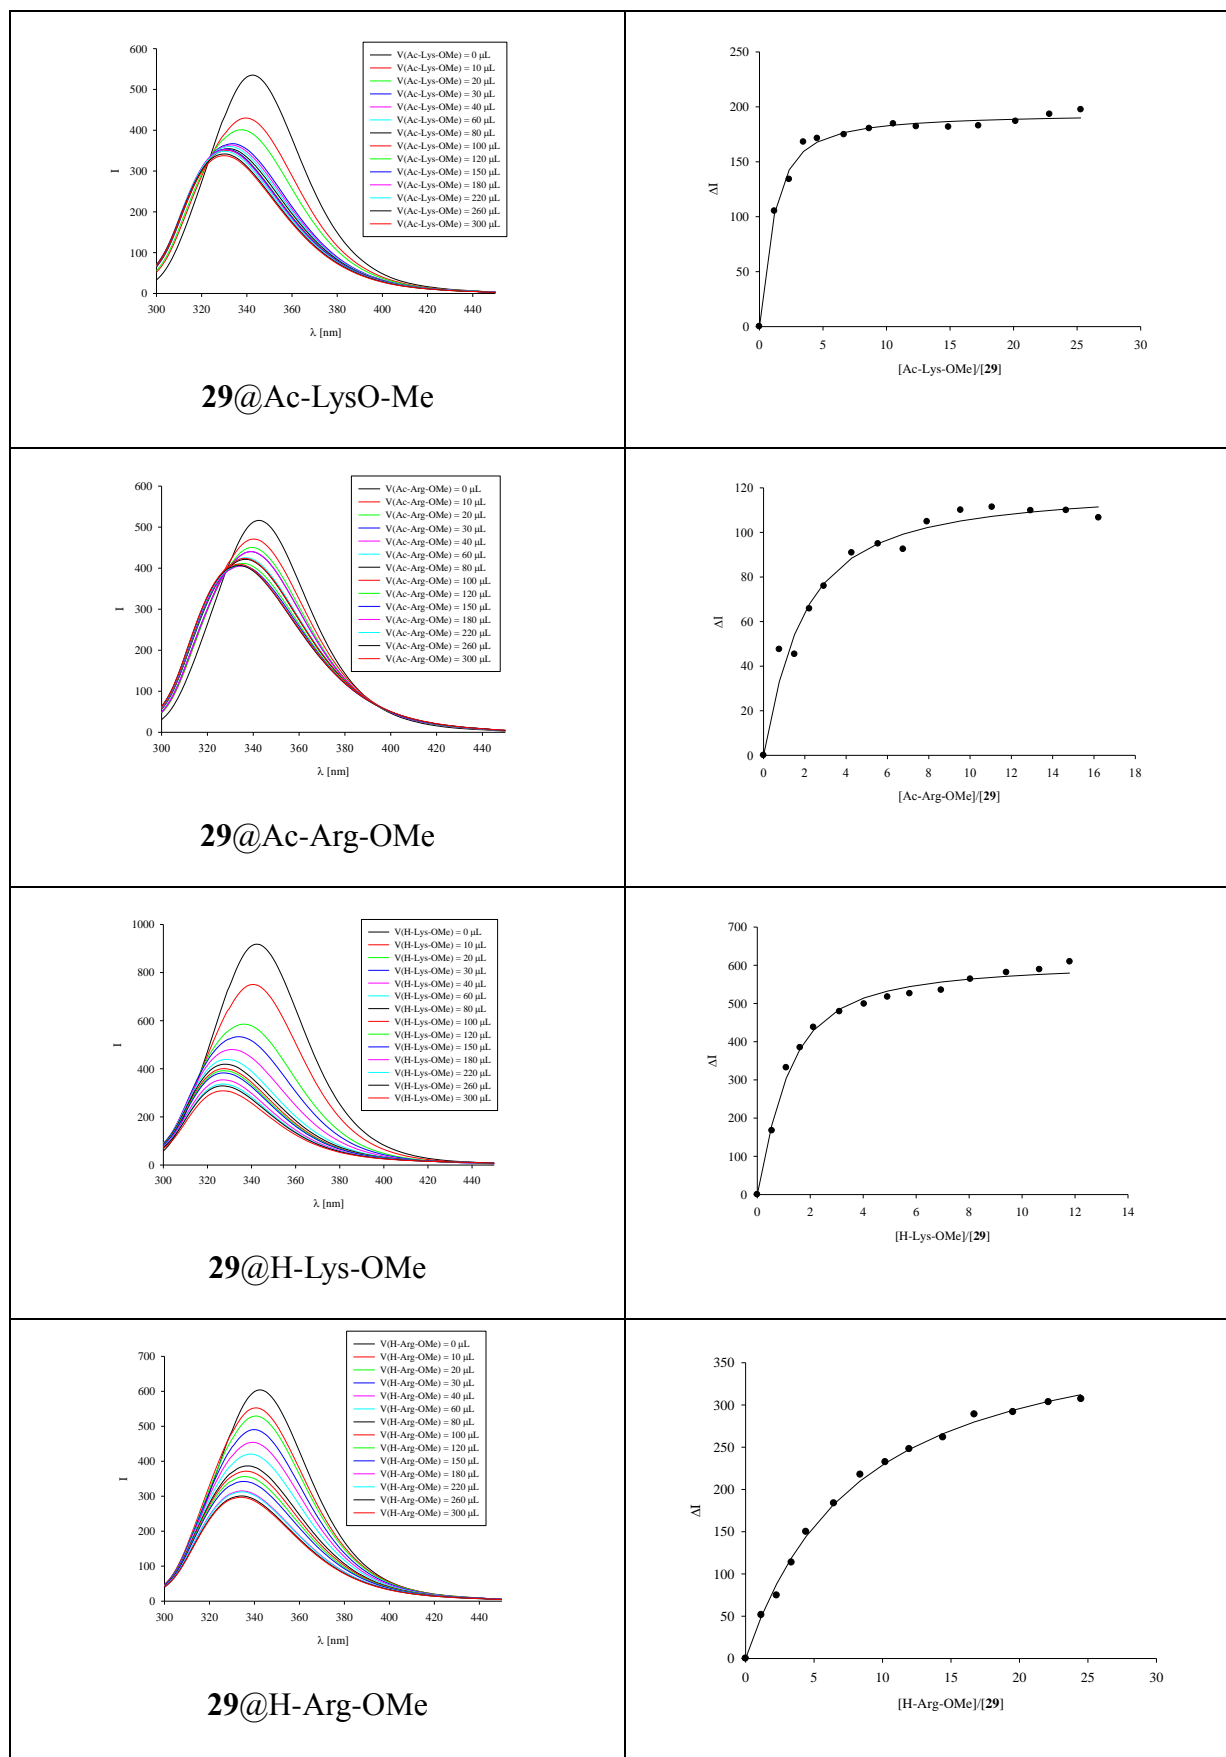 600
500
400
300
200
100
0
300 320 340 360 380 400 420 440
I
λ [nm]
V(Ac-Lys-OMe) = 0 µL
V(Ac-Lys-OMe) = 10 µL
V(Ac-Lys-OMe) = 20 µL
V(Ac-Lys-OMe) = 30 µL
V(Ac-Lys-OMe) = 40 µL
V(Ac-Lys-OMe) = 60 µL
V(Ac-Lys-OMe) = 80 µL
V(Ac-Lys-OMe) = 100 µL
V(Ac-Lys-OMe) = 120 µL
V(Ac-Lys-OMe) = 150 µL
V(Ac-Lys-OMe) = 180 µL
V(Ac-Lys-OMe) = 220 µL
V(Ac-Lys-OMe) = 260 µL
V(Ac-Lys-OMe) = 300 µL
29@Ac-LysO-Me
250
200
150
100
50
0
0 5 10 15 20 25 30
ΔI
[Ac-Lys-OMe]/[29]
600
500
400
300
200
100
0
300 320 340 360 380 400 420 440
I
λ [nm]
V(Ac-Arg-OMe) = 0 µL
V(Ac-Arg-OMe) = 10 µL
V(Ac-Arg-OMe) = 20 µL
V(Ac-Arg-OMe) = 30 µL
V(Ac-Arg-OMe) = 40 µL
V(Ac-Arg-OMe) = 60 µL
V(Ac-Arg-OMe) = 80 µL
V(Ac-Arg-OMe) = 100 µL
V(Ac-Arg-OMe) = 120 µL
V(Ac-Arg-OMe) = 150 µL
V(Ac-Arg-OMe) = 180 µL
V(Ac-Arg-OMe) = 220 µL
V(Ac-Arg-OMe) = 260 µL
V(Ac-Arg-OMe) = 300 µL
29@Ac-Arg-OMe
120
100
80
60
40
20
0
0 2 4 6 8 10 12 14 16 18
ΔI
[Ac-Arg-OMe]/[29]
1000
800
600
400
200
0
300 320 340 360 380 400 420 440
I
λ [nm]
V(H-Lys-OMe) = 0 µL
V(H-Lys-OMe) = 10 µL
V(H-Lys-OMe) = 20 µL
V(H-Lys-OMe) = 30 µL
V(H-Lys-OMe) = 40 µL
V(H-Lys-OMe) = 60 µL
V(H-Lys-OMe) = 80 µL
V(H-Lys-OMe) = 100 µL
V(H-Lys-OMe) = 120 µL
V(H-Lys-OMe) = 150 µL
V(H-Lys-OMe) = 180 µL
V(H-Lys-OMe) = 220 µL
V(H-Lys-OMe) = 260 µL
V(H-Lys-OMe) = 300 µL
29@H-Lys-OMe
700
600
500
400
300
200
100
0
0 2 4 6 8 10 12 14
ΔI
[H-Lys-OMe]/[29]
700
600
500
400
300
200
100
0
300 320 340 360 380 400 420 440
I
λ [nm]
V(H-Arg-OMe) = 0 µL
V(H-Arg-OMe) = 10 µL
V(H-Arg-OMe) = 20 µL
V(H-Arg-OMe) = 30 µL
V(H-Arg-OMe) = 40 µL
V(H-Arg-OMe) = 60 µL
V(H-Arg-OMe) = 80 µL
V(H-Arg-OMe) = 100 µL
V(H-Arg-OMe) = 120 µL
V(H-Arg-OMe) = 150 µL
V(H-Arg-OMe) = 180 µL
V(H-Arg-OMe) = 220 µL
V(H-Arg-OMe) = 260 µL
V(H-Arg-OMe) = 300 µL
29@H-Arg-OMe
350
300
250
200
150
100
50
0
0 5 10 15 20 25 30
ΔI
[H-Arg-OMe]/[29]